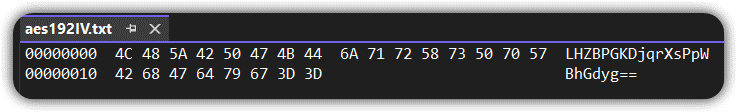 aes192IV.txt
00000000 4C 48 5A 42 50 47 4B 44 6A 71 72 58 73 50 70 57 LHZBPGKDjqrXsPpW
00000010 42 68 47 64 79 67 3D 3D BhGdyg==